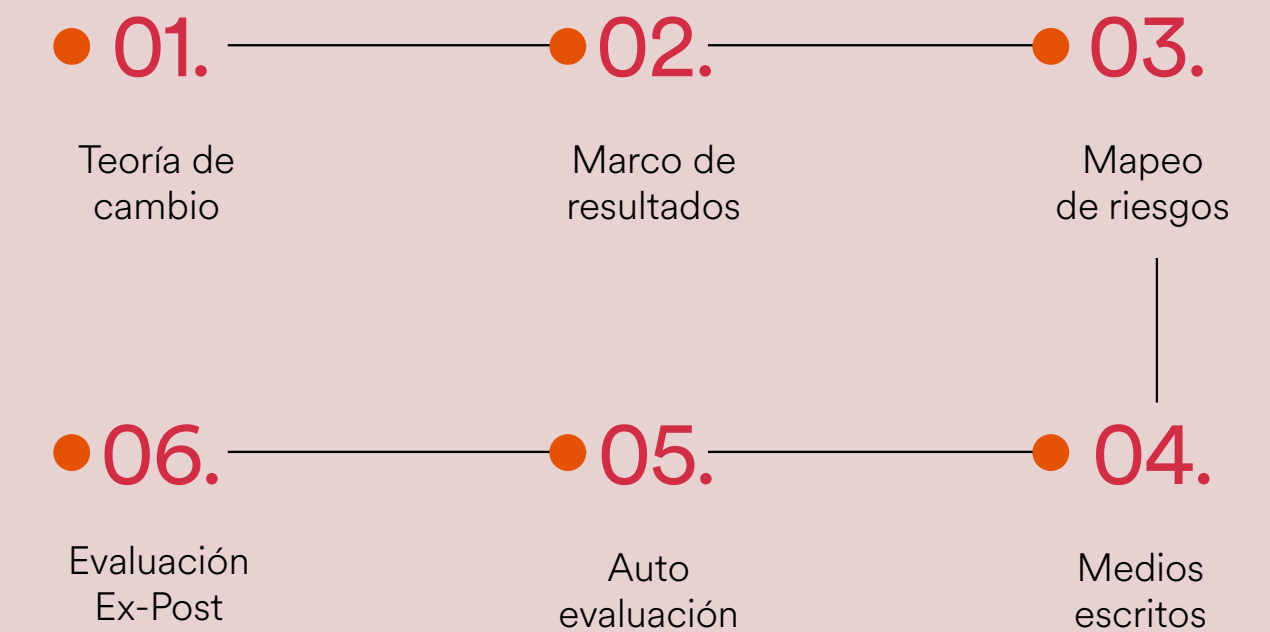 01.
Teoría de
cambio
02.
Marco de
resultados
03.
Mapeo
de riesgos
04.
Medios
escritos
05.
Auto
evaluación
06.
Evaluación
Ex-Post